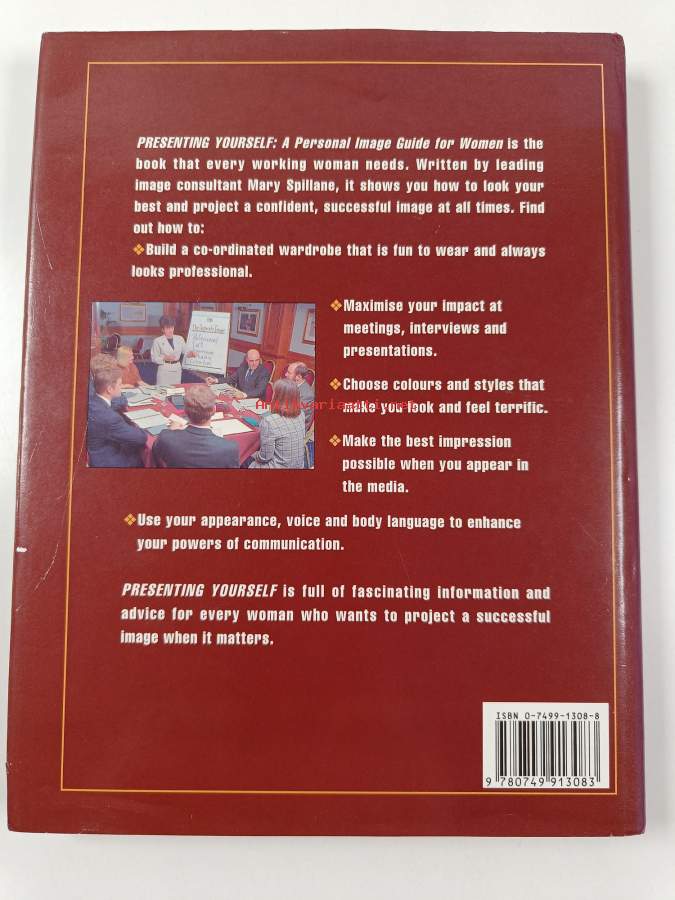 PRESENTING YOURSELF: A Personal Image Guide for Women is the
book that every working woman needs. Written by leading
image consultant Mary Spillane, it shows you how to look your
best and project a confident, successful image at all times. Find
out how to:
❖Build a co-ordinated wardrobe that is fun to wear and always
looks professional.
❖Maximise your impact at
meetings, interviews and
presentations.
❖Choose colours and styles that
make you look and feel terrific.
❖Make the best impression
possible when you appear in
the media.
Antikvariaatti.net
❖Use your appearance, voice and body language to enhance
your powers of communication.
PRESENTING YOURSELF is full of fascinating information and
advice for every woman who wants to project a successful
image when it matters.
ISBN 0-7499-1308-8
9 780749 913083